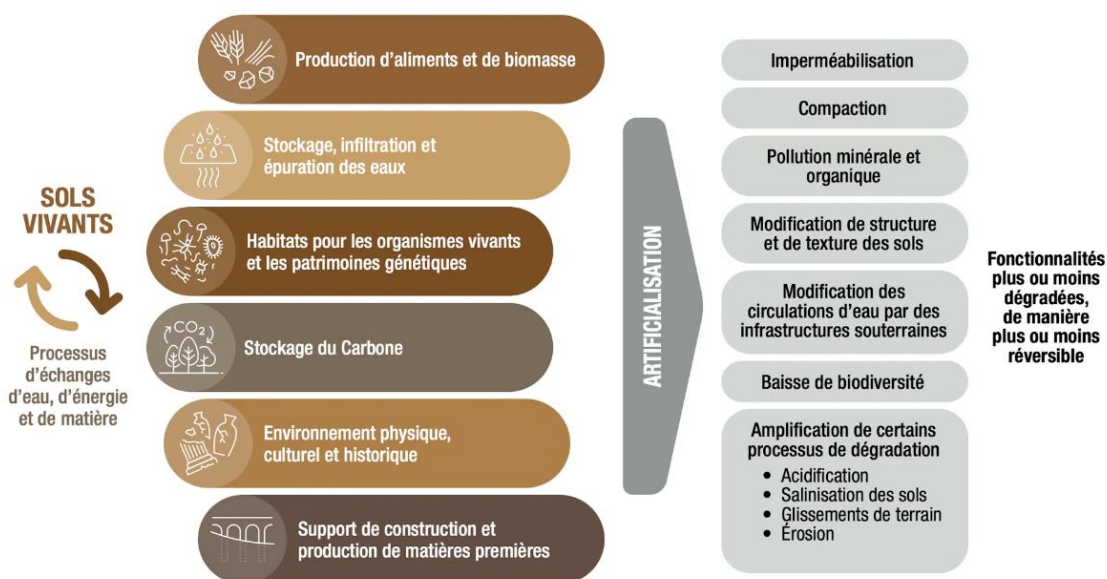 SOLS
VIVANTS
Processus
d'échanges
d'eau, d'énergie
et de matière
Production d'aliments et de biomasse
Stockage, infiltration et
épuration des eaux
Habitats pour les organismes vivants
et les patrimoines génétiques
CO2
Stockage du Carbone
Environnement physique,
culturel et historique
Support de construction et
production de matières premières
ARTIFICIALISATION
Imperméabilisation
Compaction
Pollution minérale et
organique
Modification de structure
et de texture des sols
Modification des
circulations d'eau par des
infrastructures souterraines
Baisse de biodiversité
Amplification de certains
processus de dégradation
• Acidification
• Salinisation des sols
• Glissements de terrain
• Érosion
Fonctionnalités
plus ou moins
dégradées,
de manière
plus ou moins
réversible